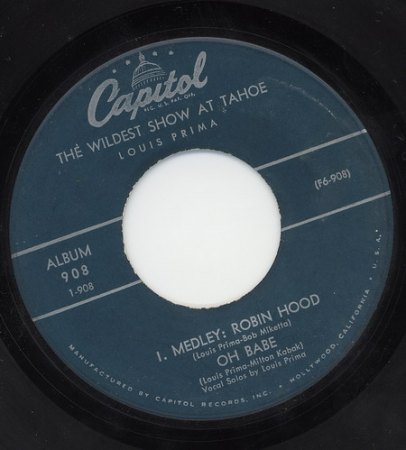 Capitol
REG. U.S. PAT. OFF.
THE WILDEST SHOW AT TAHOE
LOUIS PRIMA
(F6-908)
ALBUM
908
1-908
1. MEDLEY: ROBIN HOOD
(Louis Prima-Bob Miketta)
OH BABE
(Louis Prima-Milton Kabak)
Vocal Solos by Louis Prima
MANUFACTURED BY CAPITOL RECORDS, INC. • HOLLYWOOD, CALIFORNIA • U.S.A.